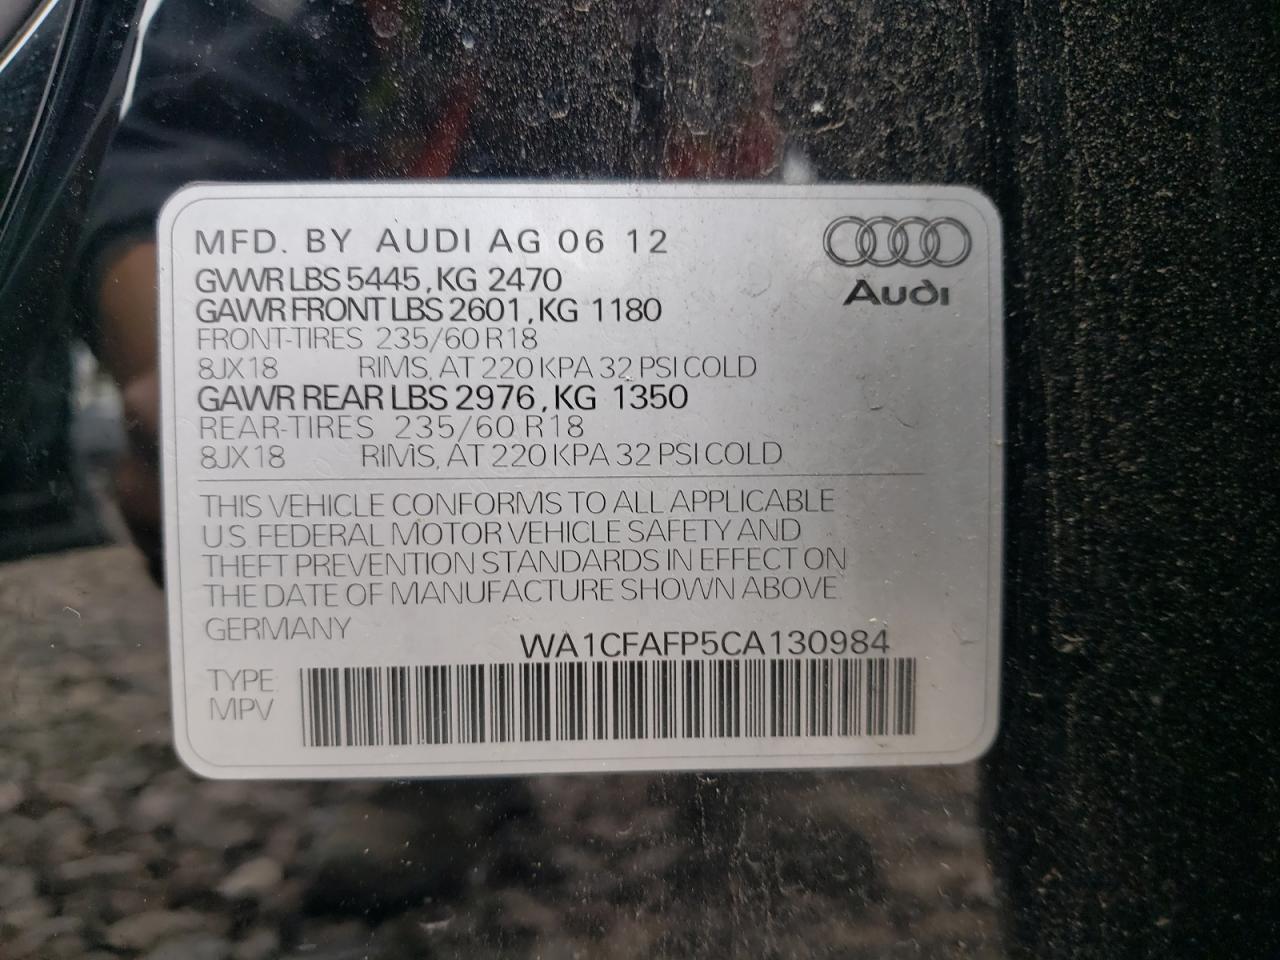 MFD. BY AUDI AG 06 12
GVWR LBS 5445, KG 2470
GAWR FRONT LBS 2601, KG 1180
FRONT-TIRES 235/60 R18
8JX18 RIMS, AT 220 KPA 32 PSI COLD
GAWR REAR LBS 2976, KG 1350
REAR-TIRES 235/60 R18
8JX18 RIMS, AT 220 KPA 32 PSI COLD
Audi
THIS VEHICLE CONFORMS TO ALL APPLICABLE
U.S FEDERAL MOTOR VEHICLE SAFETY AND
THEFT PREVENTION STANDARDS IN EFFECT ON
THE DATE OF MANUFACTURE SHOWN ABOVE
GERMANY
WA1CFAFP5CA130984
TYPE
MPV